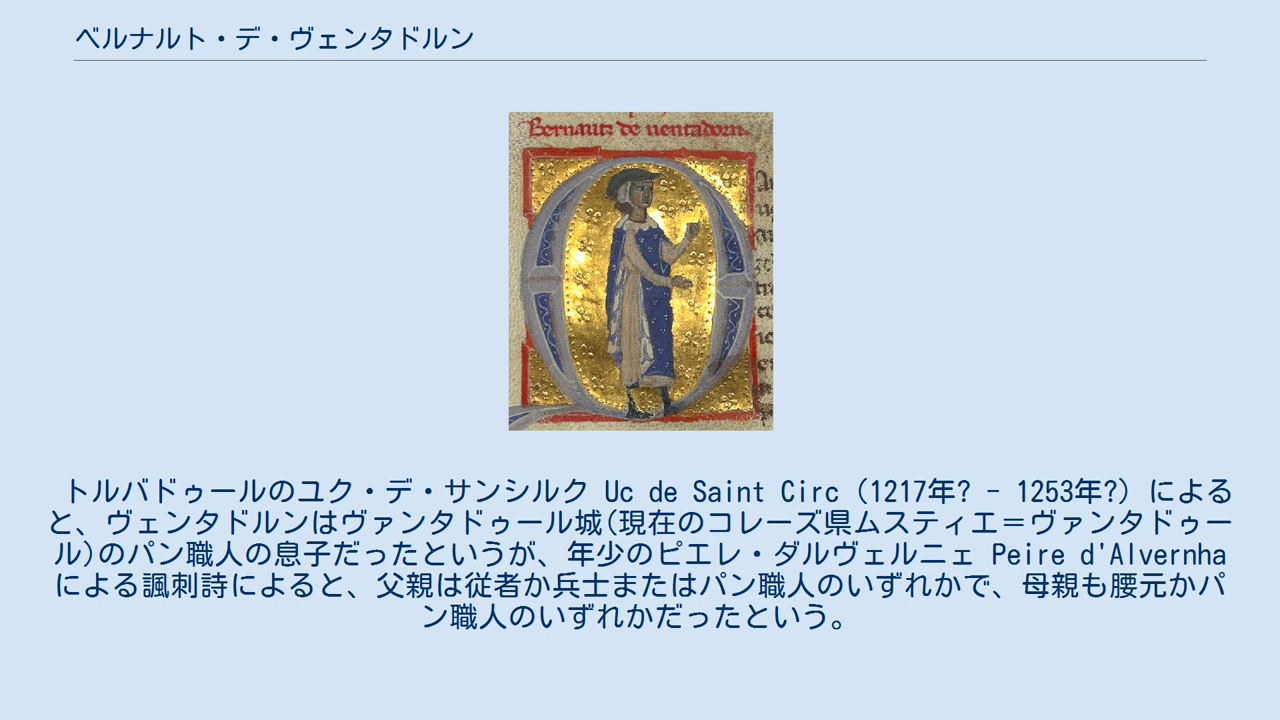 ベルナルト・デ・ヴェンタドルン
Bernautz de uentadorn.
トルバドゥールのユク・デ・サンシルク Uc de Saint Circ (1217年? - 1253年?) による
と、ヴェンタドルンはヴァンタドゥール城(現在のコレーズ県ムスティエ＝ヴァンタドゥー
ル)のパン職人の息子だったというが、年少のピエレ・ダルヴェルニェ Peire d'Alvernha
による諷刺詩によると、父親は従者か兵士またはパン職人のいずれかで、母親も腰元かパ
ン職人のいずれかだったという。